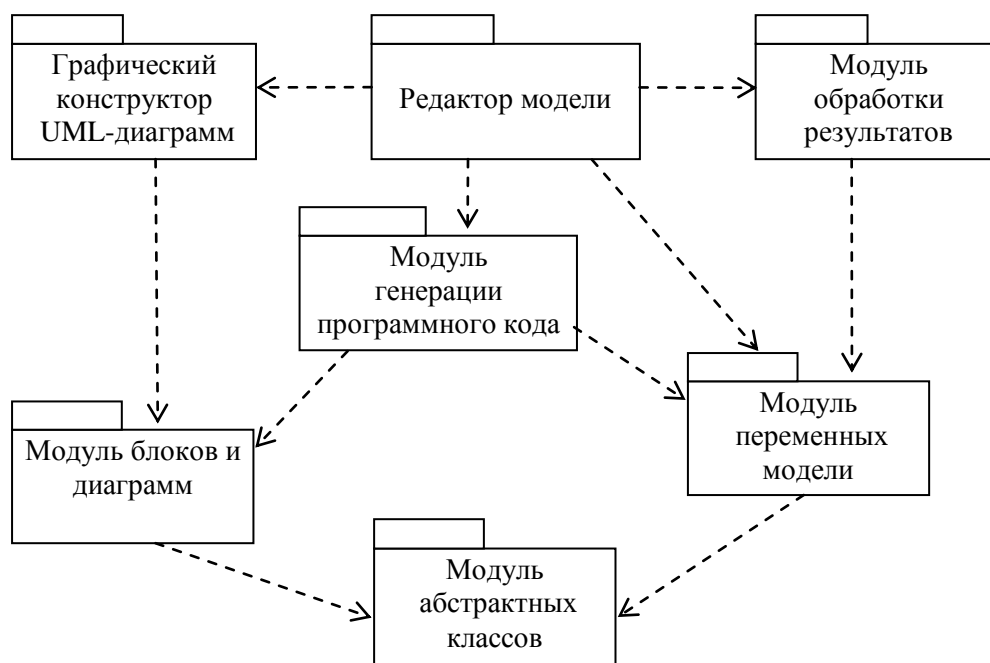 Графический
конструктор
UML-диаграмм
Редактор модели
Модуль
обработки
результатов
Модуль
генерации
программного кода
Модуль блоков и
диаграмм
Модуль
переменных
модели
Модуль
абстрактных
классов